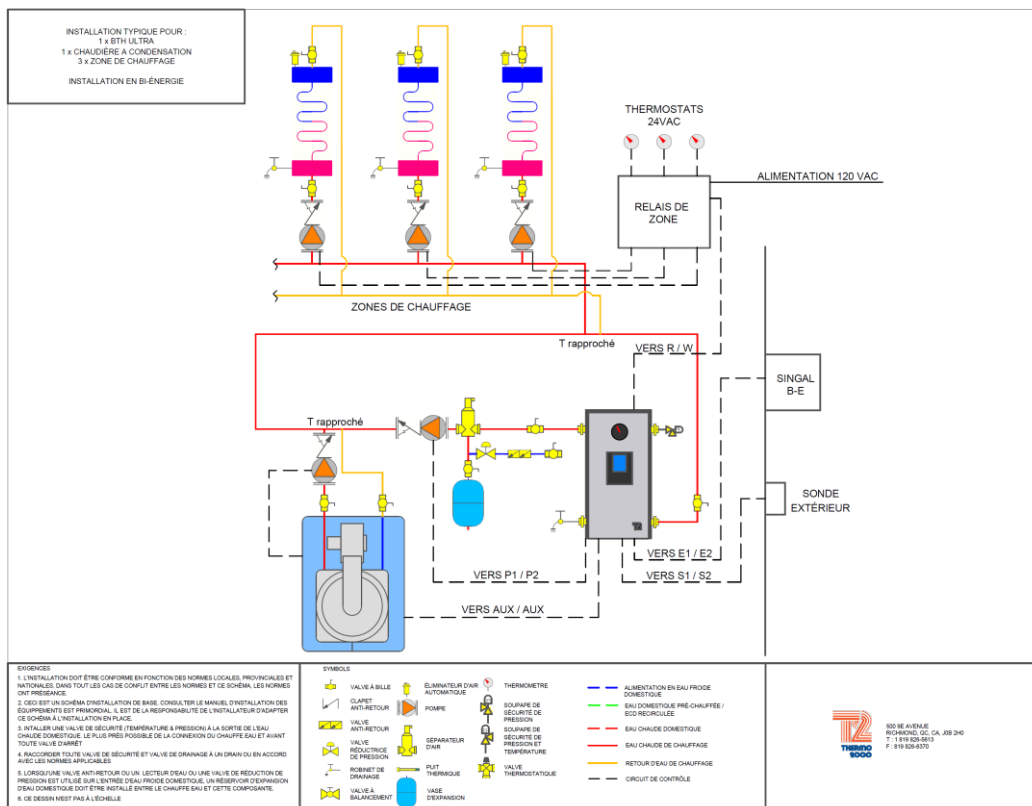 INSTALLATION TYPIQUE POUR :
1 x BTH ULTRA
1 x CHAUDIÈRE A CONDENSATION
3 x ZONE DE CHAUFFAGE
INSTALLATION EN BI-ÉNERGIE
THERMOSTATS
24VAC
ALIMENTATION 120 VAC
RELAIS DE
ZONE
ZONES DE CHAUFFAGE
T rapproché
VERS R / W
SINGAL
B-E
T rapproché
SONDE
EXTÉRIEUR
VERS E1 / E2
VERS P1 / P2
VERS S1 / S2
VERS AUX / AUX
EXIGENCES
1. L'INSTALLATION DOIT ÊTRE CONFORME EN FONCTION DES NORMES LOCALES, PROVINCIALES ET
NATIONALES. DANS TOUT LES CAS DE CONFLIT ENTRE LES NORMES ET CE SCHÉMA, LES NORMES
ONT PRÉSÉANCE.
2. CECI EST UN SCHÉMA D'INSTALLATION DE BASE. CONSULTER LE MANUEL D'INSTALLATION DES
ÉQUIPEMENTS EST PRIMORDIAL. IL EST DE LA RESPONSABILITÉ DE L'INSTALLATEUR D'ADAPTER
CE SCHÉMA À L'INSTALLATION EN PLACE.
3. INTALLER UNE VALVE DE SÉCURITÉ (TEMPÉRATURE & PRESSION) À LA SORTIE DE L'EAU
CHAUDE DOMESTIQUE. LE PLUS PRÈS POSSIBLE DE LA CONNEXION DU CHAUFFE EAU ET AVANT
TOUTE VALVE D'ARRÊT
4. RACCORDER TOUTE VALVE DE SÉCURITÉ ET VALVE DE DRAINAGE À UN DRAIN OU EN ACCORD
AVEC LES NORMES APPLICABLES
5. LORSQU'UNE VALVE ANTI-RETOUR OU UN LECTEUR D'EAU OU UNE VALVE DE RÉDUCTION DE
PRESSION EST UTILISÉ SUR L'ENTRÉE D'EAU FROIDE DOMESTIQUE, UN RÉSERVOIR D'EXPANSION
D'EAU DOMESTIQUE DOIT ÊTRE INSTALLÉ ENTRE LE CHAUFFE EAU ET CETTE COMPOSANTE.
6. CE DESSIN N'EST PAS À L'ÉCHELLE
SYMBOLS
VALVE À BILLE
CLAPET
ANTI-RETOUR
VALVE
ANTI-RETOUR
VALVE
RÉDUCTRICE
DE PRESSION
ROBINET DE
DRAINAGE
VALVE À
BALANCEMENT
ÉLIMINATEUR D'AIR
AUTOMATIQUE
POMPE
SÉPARATEUR
D'AIR
PUIT
THERMIQUE
VASE
D'EXPANSION
THERMOMETRE
SOUPAPE DE
SÉCURITÉ DE
PRESSION
SOUPAPE DE
SÉCURITÉ DE
PRESSION ET
TEMPÉRATURE
VALVE
THERMOSTATIQUE
ALIMENTATION EN EAU FROIDE
DOMESTIQUE
EAU DOMESTIQUE PRÉ-CHAUFFÉE /
ECD RECIRCULÉE
EAU CHAUDE DOMESTIQUE
EAU CHAUDE DE CHAUFFAGE
RETOUR D'EAU DE CHAUFFAGE
CIRCUIT DE CONTRÔLE
THERMO
2000
500 9E AVENUE
RICHMOND, QC, CA, J0B 2H0
T : 1 819 826-5613
F : 819 826-6370